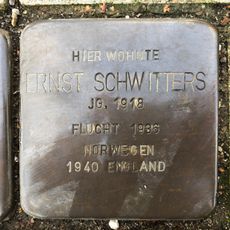 HIER WOHNTE
ERNST SCHWITTERS
JG. 1918
FLUCHT 1936
NORWEGEN
1940 ENGLAND